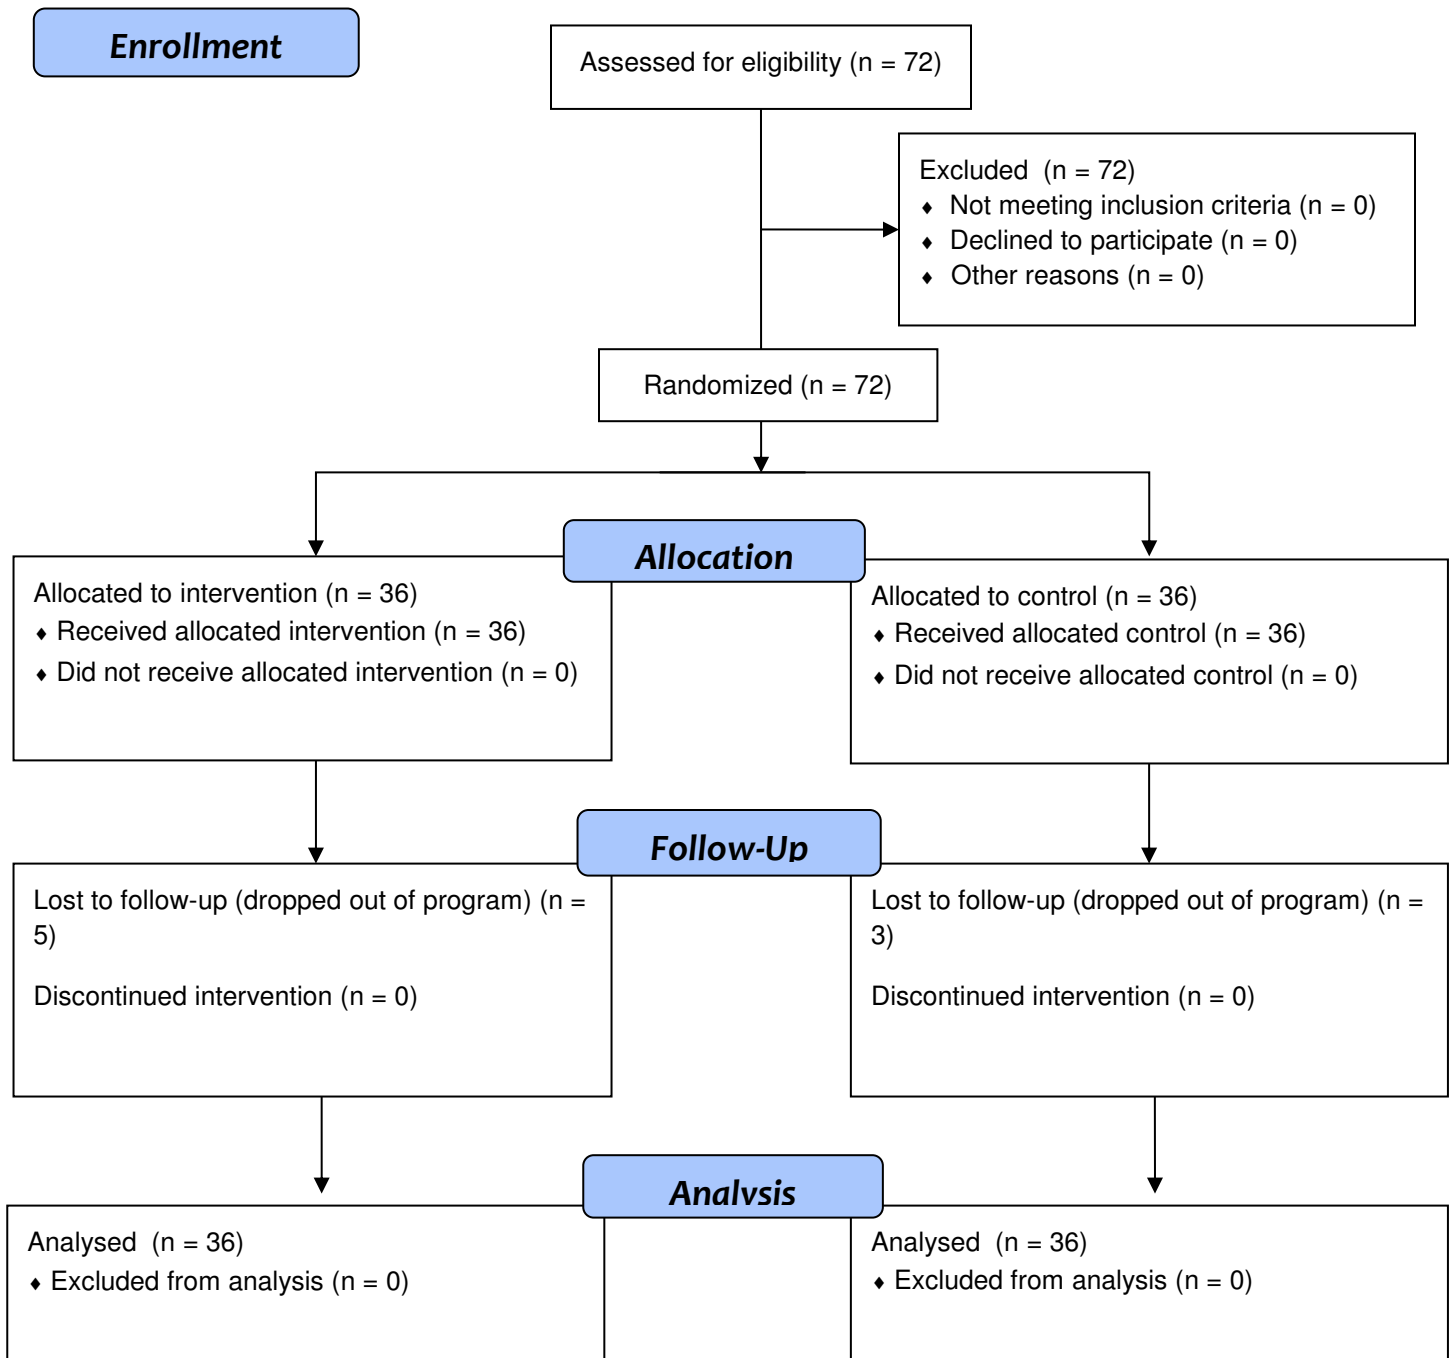 Enrollment
Assessed for eligibility (n = 72)
Excluded  (n = 72)
♦ Not meeting inclusion criteria (n = 0)
♦ Declined to participate (n = 0)
♦ Other reasons (n = 0)
Randomized (n = 72)
Allocation
Allocated to intervention (n = 36)
♦ Received allocated intervention (n = 36)
♦ Did not receive allocated intervention (n = 0)
Allocated to control (n = 36)
♦ Received allocated control (n = 36)
♦ Did not receive allocated control (n = 0)
Follow-Up
Lost to follow-up (dropped out of program) (n =
5)
Discontinued intervention (n = 0)
Lost to follow-up (dropped out of program) (n =
3)
Discontinued intervention (n = 0)
Analysis
Analysed  (n = 36)
♦ Excluded from analysis (n = 0)
Analysed  (n = 36)
♦ Excluded from analysis (n = 0)